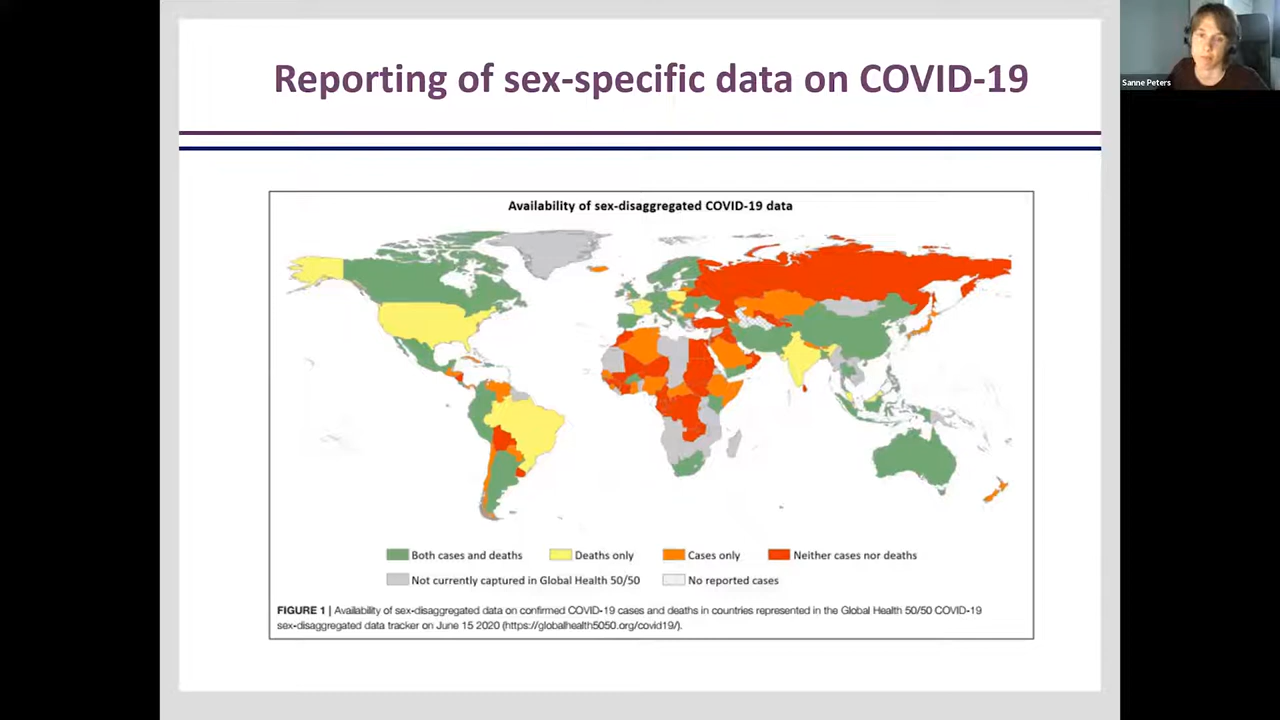 Reporting of sex-specific data on COVID-19
Sanne Peters
Availability of sex-disaggregated COVID-19 data
Both cases and deaths
Deaths only
Cases only
Neither cases nor deaths
Not currently captured in Global Health 50/50
No reported cases
FIGURE 1 | Availability of sex-disaggregated data on confirmed COVID-19 cases and deaths in countries represented in the Global Health 50/50 COVID-19
sex-disaggregated data tracker on June 15 2020 (https://globalhealth5050.org/covid19/).